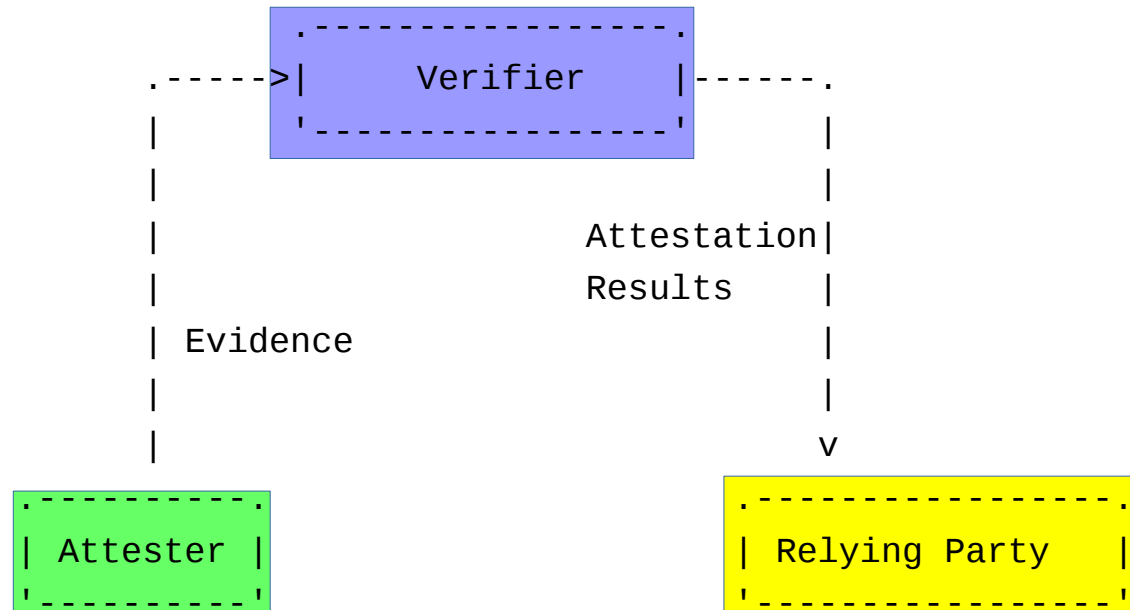 Verifier
Attestation
Results
Evidence
Attester
Relying Party